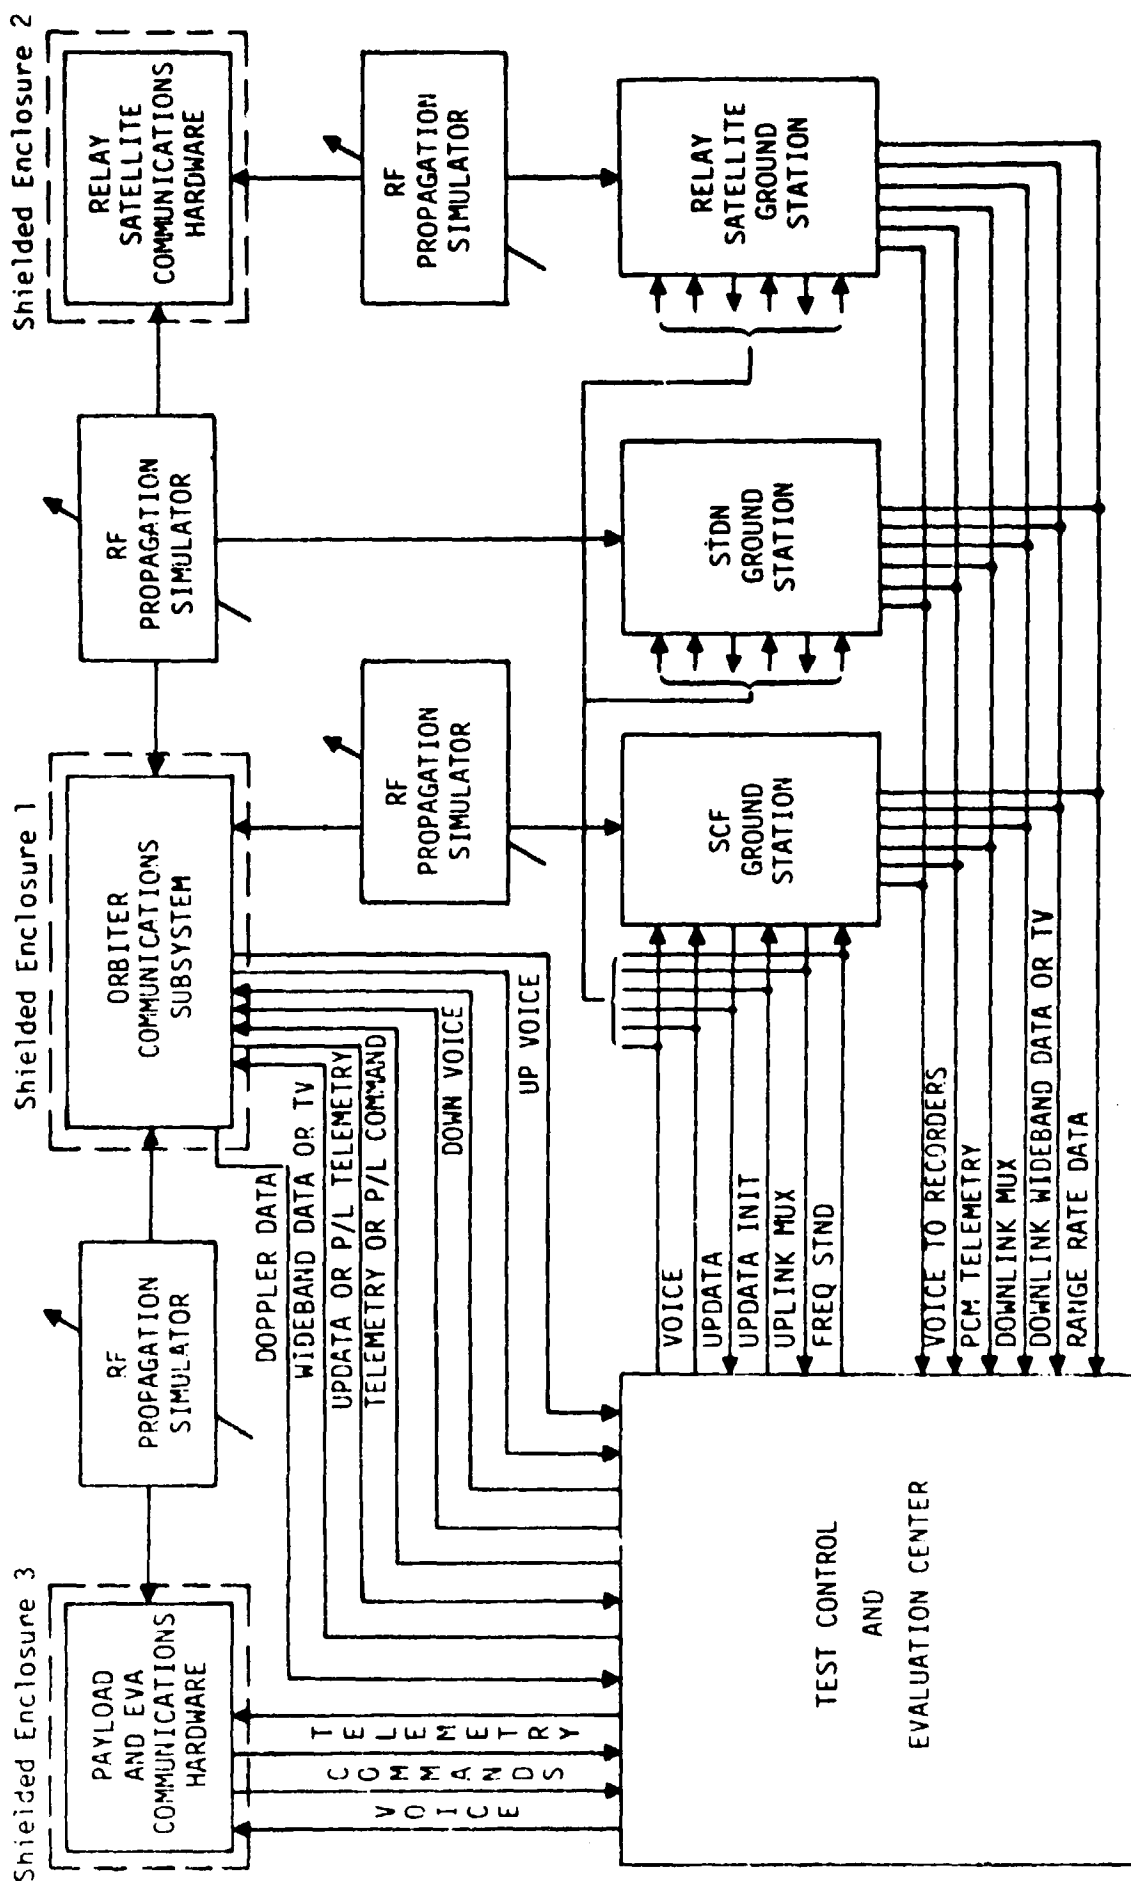 Shielded Enclosure 3
PAYLOAD
AND EVA
COMMUNICATIONS
HARDWARE
RF
PROPAGATION
SIMULATOR
Shielded Enclosure 1
ORBITER
COMMUNICATIONS
SUBSYSTEM
RF
PROPAGATION
SIMULATOR
Shielded Enclosure 2
RELAY
SATELLITE
COMMUNICATIONS
HARDWARE
TELEMETRY
COMMANDS
VOICE
DOPPLER DATA
WIDEBAND DATA OR TV
UPDATA OR P/L TELEMETRY
TELEMETRY OR P/L COMMAND
DOWN VOICE
UP VOICE
RF
PROPAGATION
SIMULATOR
RF
PROPAGATION
SIMULATOR
TEST CONTROL
AND
EVALUATION CENTER
VOICE
UPDATA
UPDATA INIT
UPLINK MUX
FREQ STND
SCF
GROUND
STATION
STDN
GROUND
STATION
RELAY
SATELLITE
GROUND
STATION
VOICE TO RECORDERS
PCM TELEMETRY
DOWNLINK MUX
DOWNLINK WIDEBAND DATA OR TV
RANGE RATE DATA